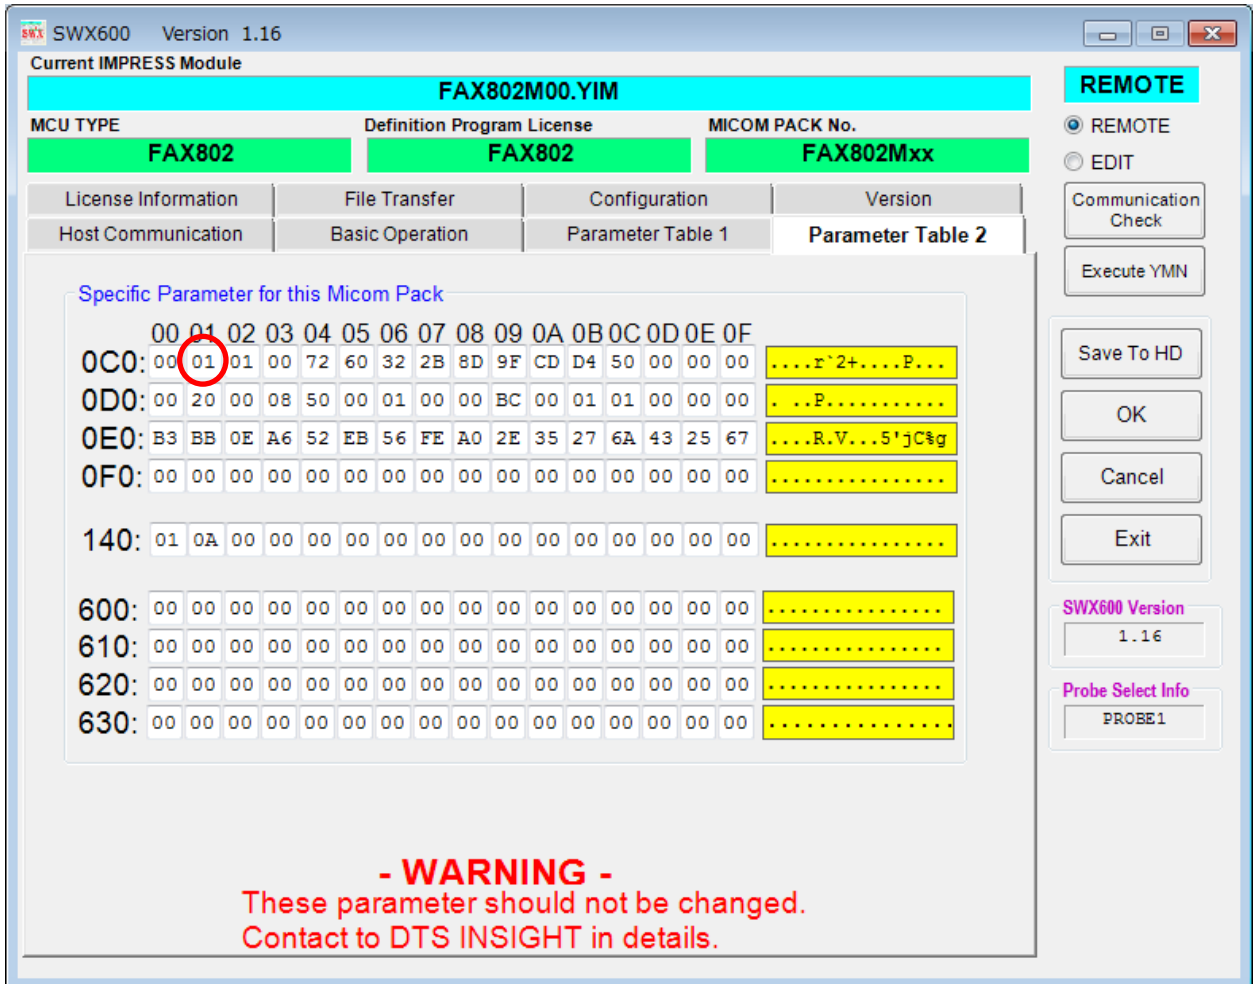 SWX SWX600 Version 1.16
Current IMPRESS Module
FAX802M00.YIM
MCU TYPE Definition Program License MICOM PACK No.
FAX802 FAX802 FAX802Mxx
License Information File Transfer Configuration Version
Host Communication Basic Operation Parameter Table 1 Parameter Table 2
Specific Parameter for this Micom Pack
00 01 02 03 04 05 06 07 08 09 0A 0B 0C 0D 0E 0F
0C0: 00 01 01 00 72 60 32 2B 8D 9F CD D4 50 00 00 00 ....r`2+....P...
0D0: 00 20 00 08 50 00 01 00 00 BC 00 01 01 00 00 00 . ..P...........
0E0: B3 BB 0E A6 52 EB 56 FE A0 2E 35 27 6A 43 25 67 ....R.V...5'jC%g
0F0: 00 00 00 00 00 00 00 00 00 00 00 00 00 00 00 00 ................
140: 01 0A 00 00 00 00 00 00 00 00 00 00 00 00 00 00 ................
600: 00 00 00 00 00 00 00 00 00 00 00 00 00 00 00 00 ................
610: 00 00 00 00 00 00 00 00 00 00 00 00 00 00 00 00 ................
620: 00 00 00 00 00 00 00 00 00 00 00 00 00 00 00 00 ................
630: 00 00 00 00 00 00 00 00 00 00 00 00 00 00 00 00 ................
- WARNING -
These parameter should not be changed.
Contact to DTS INSIGHT in details.
REMOTE
REMOTE
EDIT
Communication
Check
Execute YMN
Save To HD
OK
Cancel
Exit
SWX600 Version
1.16
Probe Select Info
PROBE1